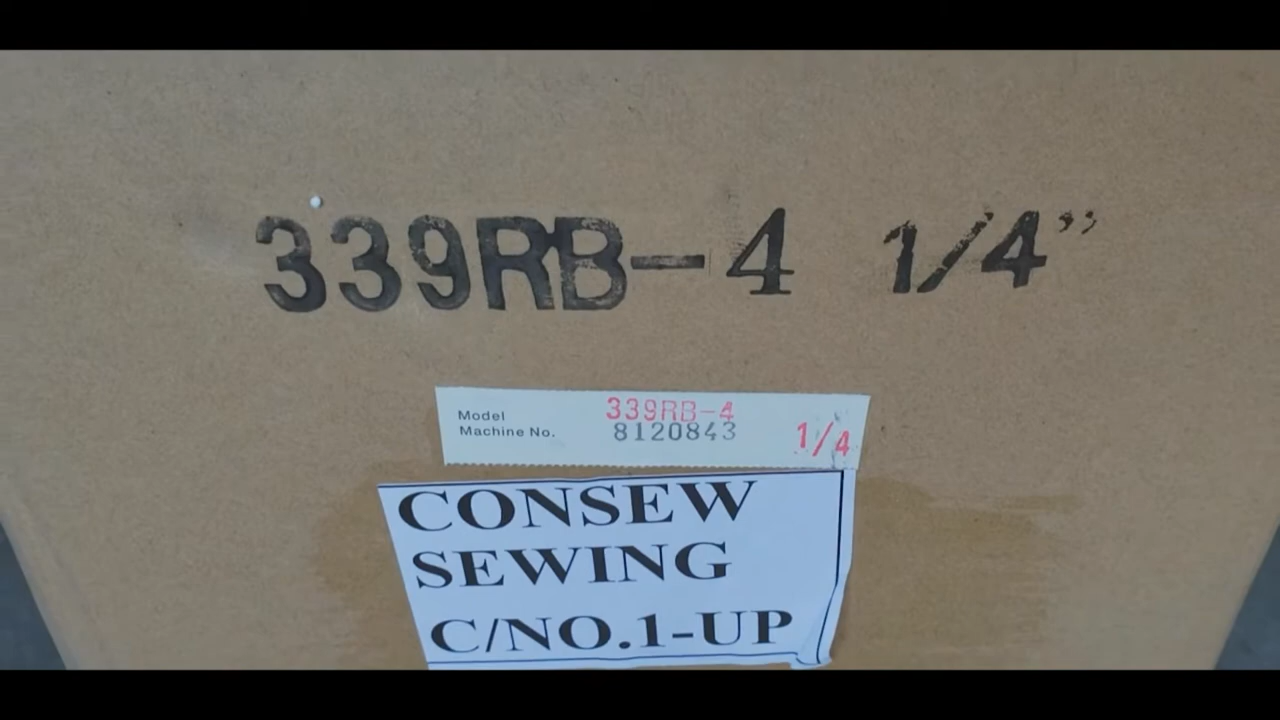 339RB-4 1/4”
Model 339RB-4
Machine No. 8120843 1/4
CONSEW
SEWING
C/NO.1-UP